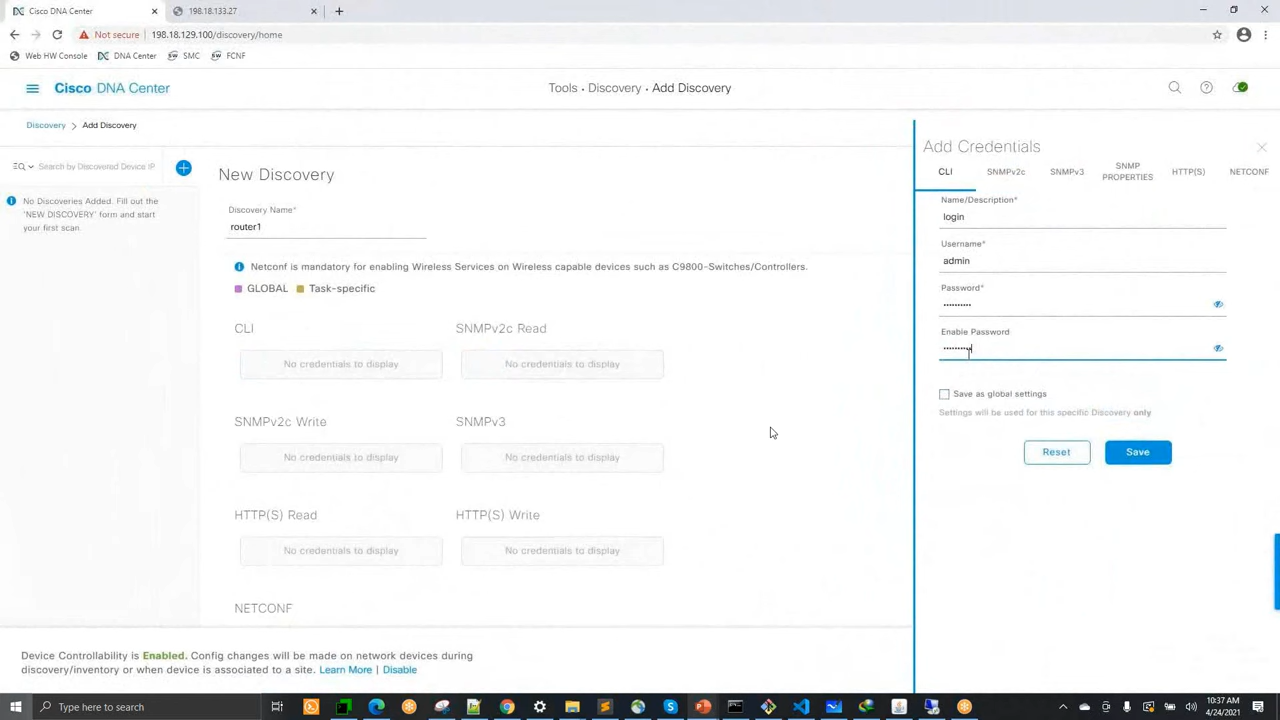 Cisco DNA Center
198.18.133.27
Not secure
198.18.129.100/discovery/home
Web HW Console
DNA Center
SMC
FCNF
Cisco DNA Center
Tools • Discovery • Add Discovery
Discovery > Add Discovery
Search by Discovered Device IP
No Discoveries Added. Fill out the
'NEW DISCOVERY' form and start
your first scan.
New Discovery
Discovery Name*
router1
Netconf is mandatory for enabling Wireless Services on Wireless capable devices such as C9800-Switches/Controllers.
GLOBAL
Task-specific
CLI
SNMPv2c Read
No credentials to display
No credentials to display
SNMPv2c Write
SNMPv3
No credentials to display
No credentials to display
HTTP(S) Read
HTTP(S) Write
No credentials to display
No credentials to display
NETCONF
Device Controllability is Enabled. Config changes will be made on network devices during
discovery/inventory or when device is associated to a site. Learn More | Disable
Add Credentials
CLI
SNMPv2c
SNMPv3
SNMP
PROPERTIES
HTTP(S)
NETCONF
Name/Description*
login
Username*
admin
Password*
Enable Password
Save as global settings
Settings will be used for this specific Discovery only
Reset
Save
Type here to search
10:37 AM
4/24/2021